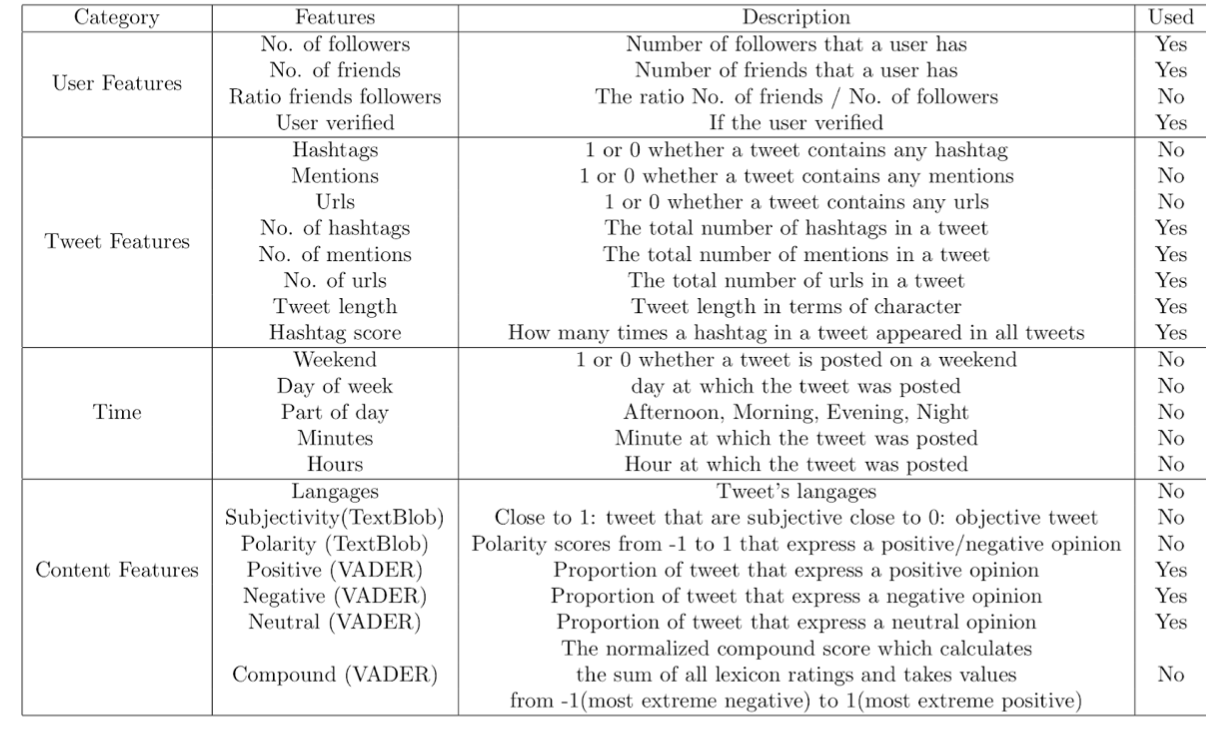 Category Features Description Used
No. of followers Number of followers that a user has Yes
No. of friends Number of friends that a user has Yes
User Features
Ratio friends followers The ratio No. of friends / No. of followers No
User verified If the user verified Yes
Hashtags 1 or 0 whether a tweet contains any hashtag No
Mentions 1 or 0 whether a tweet contains any mentions No
Urls 1 or 0 whether a tweet contains any urls No
No. of hashtags The total number of hashtags in a tweet Yes
Tweet Features
No. of mentions The total number of mentions in a tweet Yes
No. of urls The total number of urls in a tweet Yes
Tweet length Tweet length in terms of character Yes
Hashtag score How many times a hashtag in a tweet appeared in all tweets Yes
Weekend 1 or 0 whether a tweet is posted on a weekend No
Day of week day at which the tweet was posted No
Time Part of day Afternoon, Morning, Evening, Night No
Minutes Minute at which the tweet was posted No
Hours Hour at which the tweet was posted No
Langages Tweet's langages No
Subjectivity(TextBlob) Close to 1: tweet that are subjective close to 0: objective tweet No
Polarity (TextBlob) Polarity scores from -1 to 1 that express a positive/negative opinion No
Content Features Positive (VADER) Proportion of tweet that express a positive opinion Yes
Negative (VADER) Proportion of tweet that express a negative opinion Yes
Neutral (VADER) Proportion of tweet that express a neutral opinion Yes
The normalized compound score which calculates
Compound (VADER) the sum of all lexicon ratings and takes values No
from -1(most extreme negative) to 1(most extreme positive)